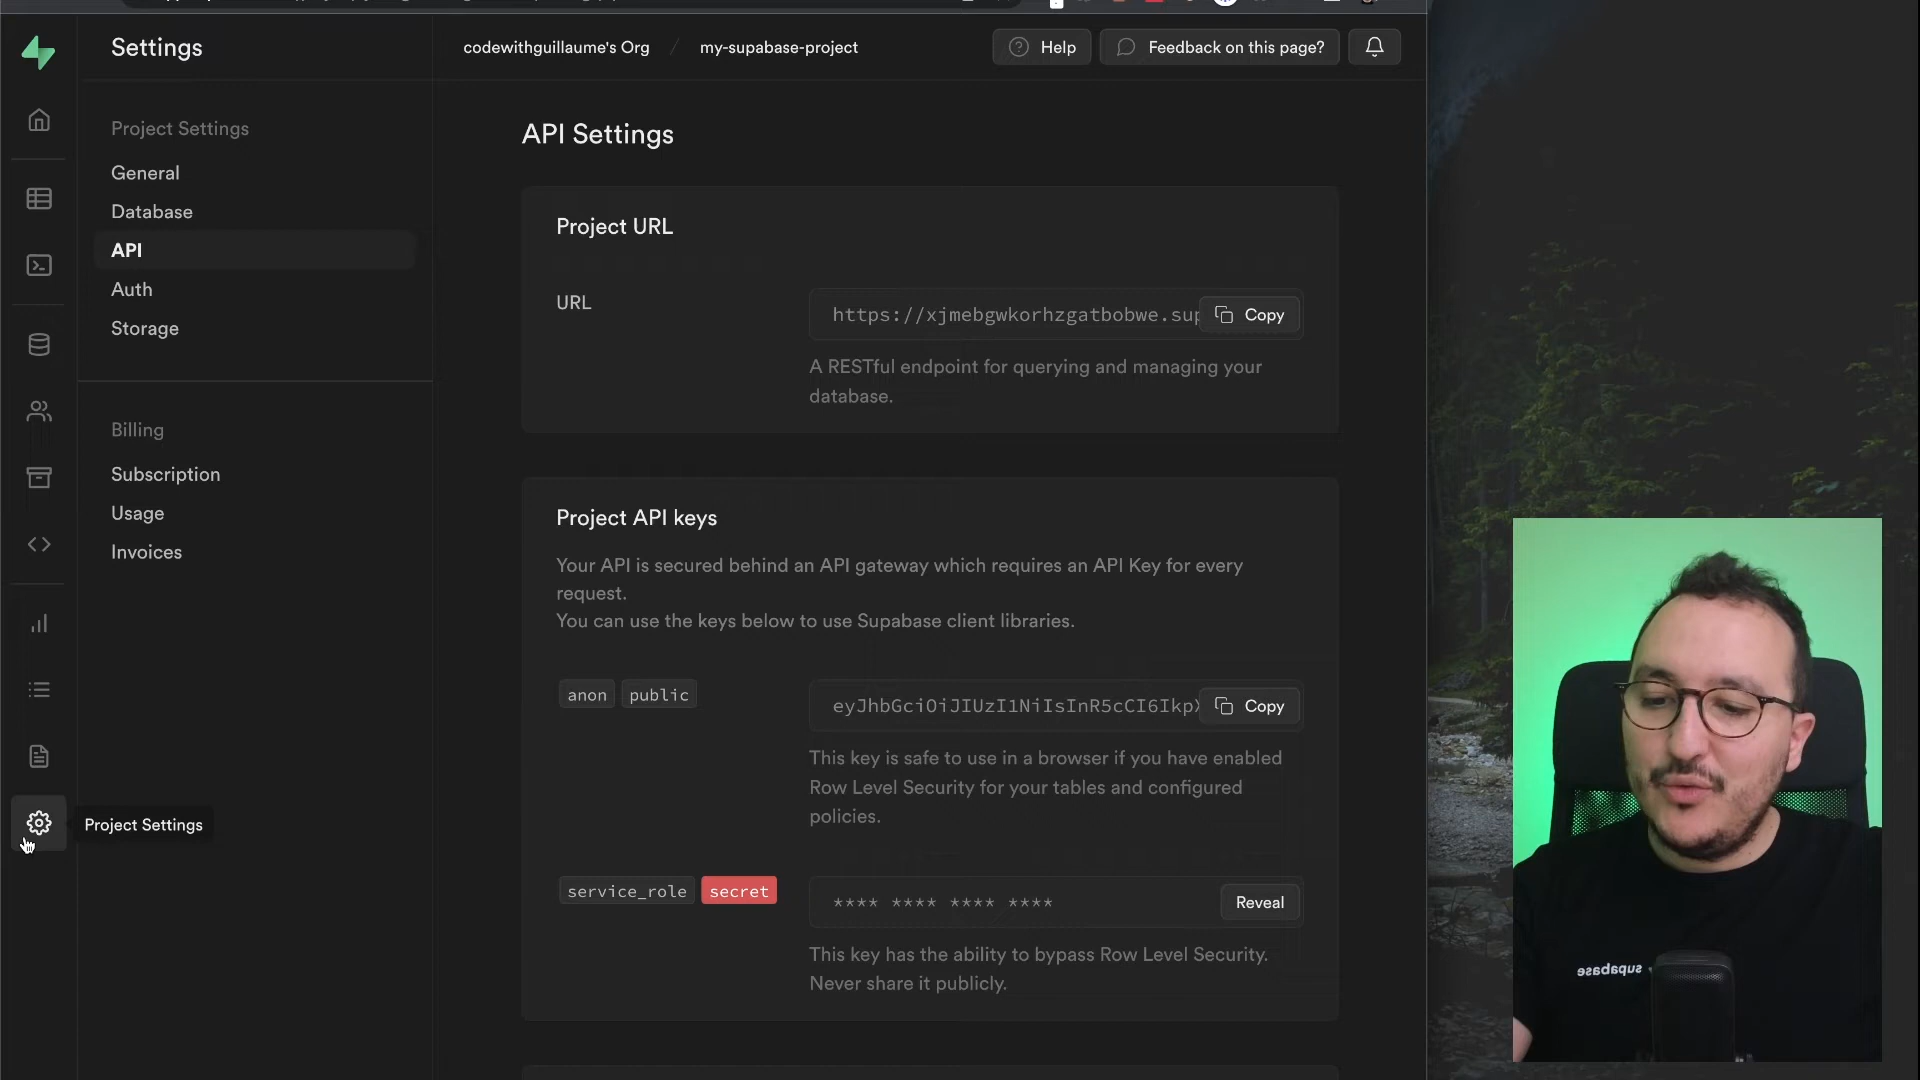 Settings
codewithguillaume's Org
my-supabase-project
Help
Feedback on this page?
Project Settings
General
Database
API
Auth
Storage
Billing
Subscription
Usage
Invoices
Project Settings
API Settings
Project URL
URL
https://xjmebgwkorhzgatbobwe.sup
Copy
A RESTful endpoint for querying and managing your
database.
Project API keys
Your API is secured behind an API gateway which requires an API Key for every
request.
You can use the keys below to use Supabase client libraries.
anon public
eyJhbGciOiJIUzI1NiIsInR5cCI6IkpX
Copy
This key is safe to use in a browser if you have enabled
Row Level Security for your tables and configured
policies.
service_role secret
**** **** **** ****
Reveal
This key has the ability to bypass Row Level Security.
Never share it publicly.
supabase